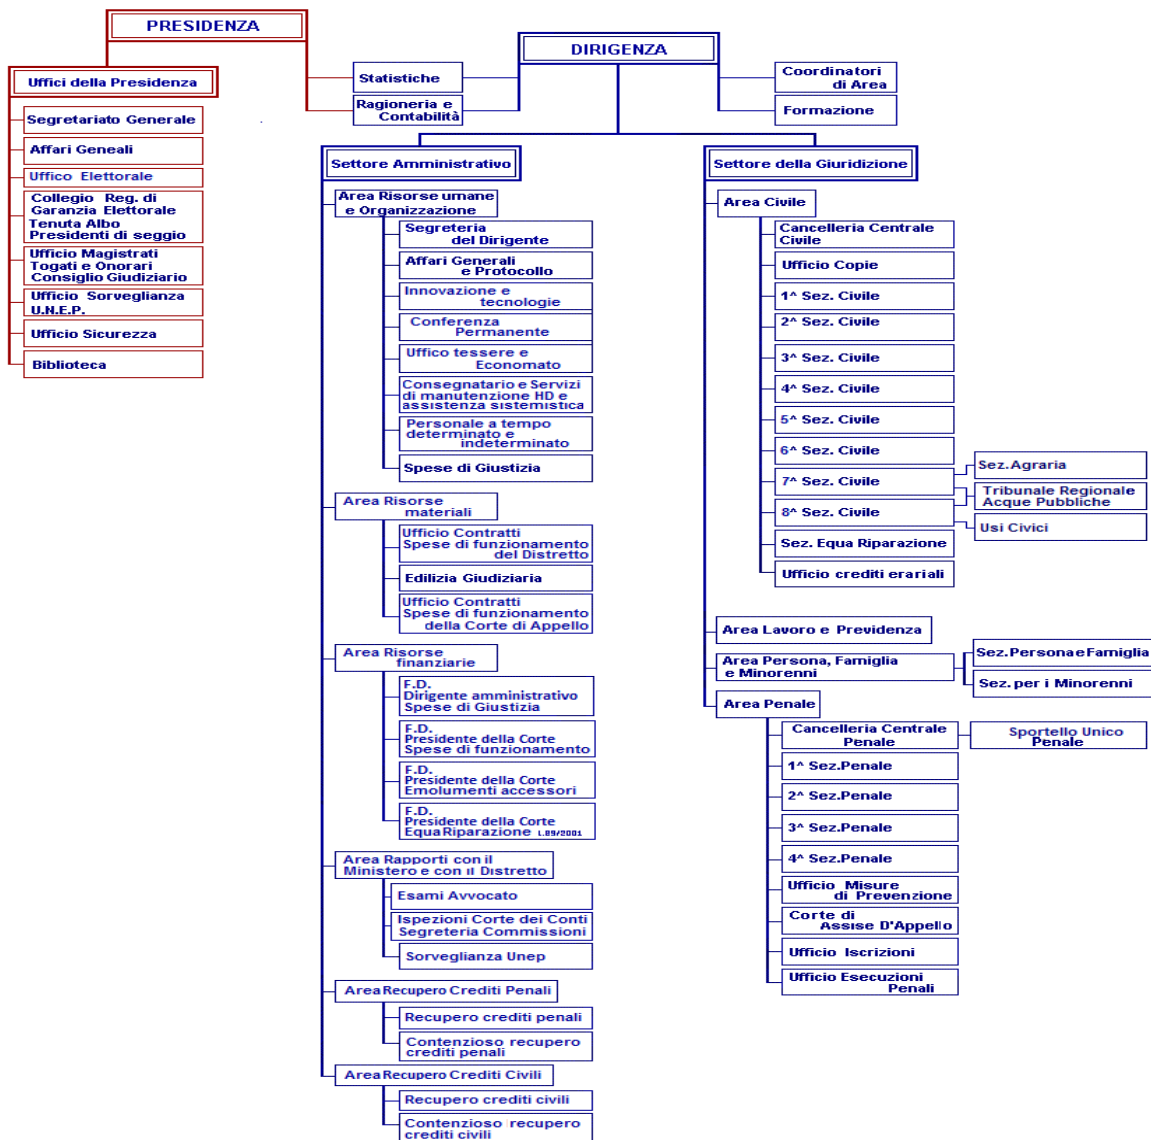 PRESIDENZA
Uffici della Presidenza
Segretariato Generale
Affari Geneali
Uffico Elettorale
Collegio Reg. di
Garanzia Elettorale
Tenuta Albo
Presidenti di seggio
Ufficio Magistrati
Togati e Onorari
Consiglio Giudiziario
Ufficio Sorveglianza
U.N.E.P.
Ufficio Sicurezza
Biblioteca
DIRIGENZA
Statistiche
Ragioneria e
Contabilità
Coordinatori
di Area
Formazione
Settore Amministrativo
Area Risorse umane
e Organizzazione
Segreteria
del Dirigente
Affari Generali
e Protocollo
Innovazione e
tecnologie
Conferenza
Permanente
Uffico tessere e
Economato
Consegnatario e Servizi
di manutenzione HD e
assistenza sistemistica
Personale a tempo
determinato e
indeterminato
Spese di Giustizia
Area Risorse
materiali
Ufficio Contratti
Spese di funzionamento
del Distretto
Edilizia Giudiziaria
Ufficio Contratti
Spese di funzionamento
della Corte di Appello
Area Risorse
finanziarie
F.D.
Dirigente amministrativo
Spese di Giustizia
F.D.
Presidente della Corte
Spese di funzionamento
F.D.
Presidente della Corte
Emolumenti accessori
F.D.
Presidente della Corte
Equa Riparazione L.89/2001
Area Rapporti con il
Ministero e con il Distretto
Esami Avvocato
Ispezioni Corte dei Conti
Segreteria Commissioni
Sorveglianza Unep
Area Recupero Crediti Penali
Recupero crediti penali
Contenzioso recupero
crediti penali
Area Recupero Crediti Civili
Recupero crediti civili
Contenzioso recupero
crediti civili
Settore della Giuridizione
Area Civile
Cancelleria Centrale
Civile
Ufficio Copie
1^ Sez. Civile
2^ Sez. Civile
3^ Sez. Civile
4^ Sez. Civile
5^ Sez. Civile
6^ Sez. Civile
7^ Sez. Civile
8^ Sez. Civile
Sez. Agraria
Tribunale Regionale
Acque Pubbliche
Usi Civici
Sez. Equa Riparazione
Ufficio crediti erariali
Area Lavoro e Previdenza
Area Persona, Famiglia
e Minorenni
Sez. Persona e Famiglia
Sez. per i Minorenni
Area Penale
Cancelleria Centrale
Penale
Sportello Unico
Penale
1^ Sez.Penale
2^ Sez.Penale
3^ Sez.Penale
4^ Sez.Penale
Ufficio Misure
di Prevenzione
Corte di
Assise D'Appello
Ufficio Iscrizioni
Ufficio Esecuzioni
Penali